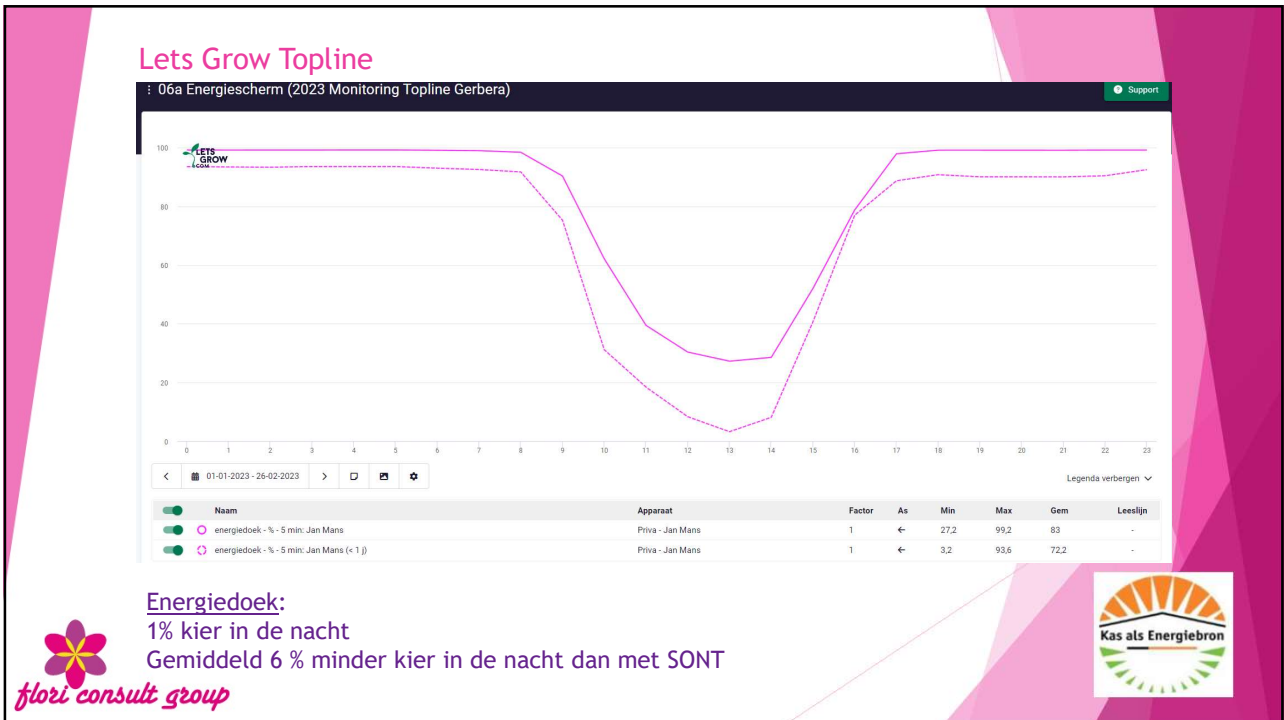 Lets Grow Topline
06a Energiescherm (2023 Monitoring Topline Gerbera)
Support
LETS
GROW
.COM
100
80
60
40
20
0
0 1 2 3 4 5 6 7 8 9 10 11 12 13 14 15 16 17 18 19 20 21 22 23
01-01-2023 - 26-02-2023
Legenda verbergen
Naam Apparaat Factor As Min Max Gem Leeslijn
energiedoek - % - 5 min: Jan Mans Priva - Jan Mans 1 ← 27,2 99,2 83 -
energiedoek - % - 5 min: Jan Mans (< 1 j) Priva - Jan Mans 1 ← 3,2 93,6 72,2 -
Energiedoek:
1% kier in de nacht
Gemiddeld 6 % minder kier in de nacht dan met SONT
flori consult group
Kas als Energiebron